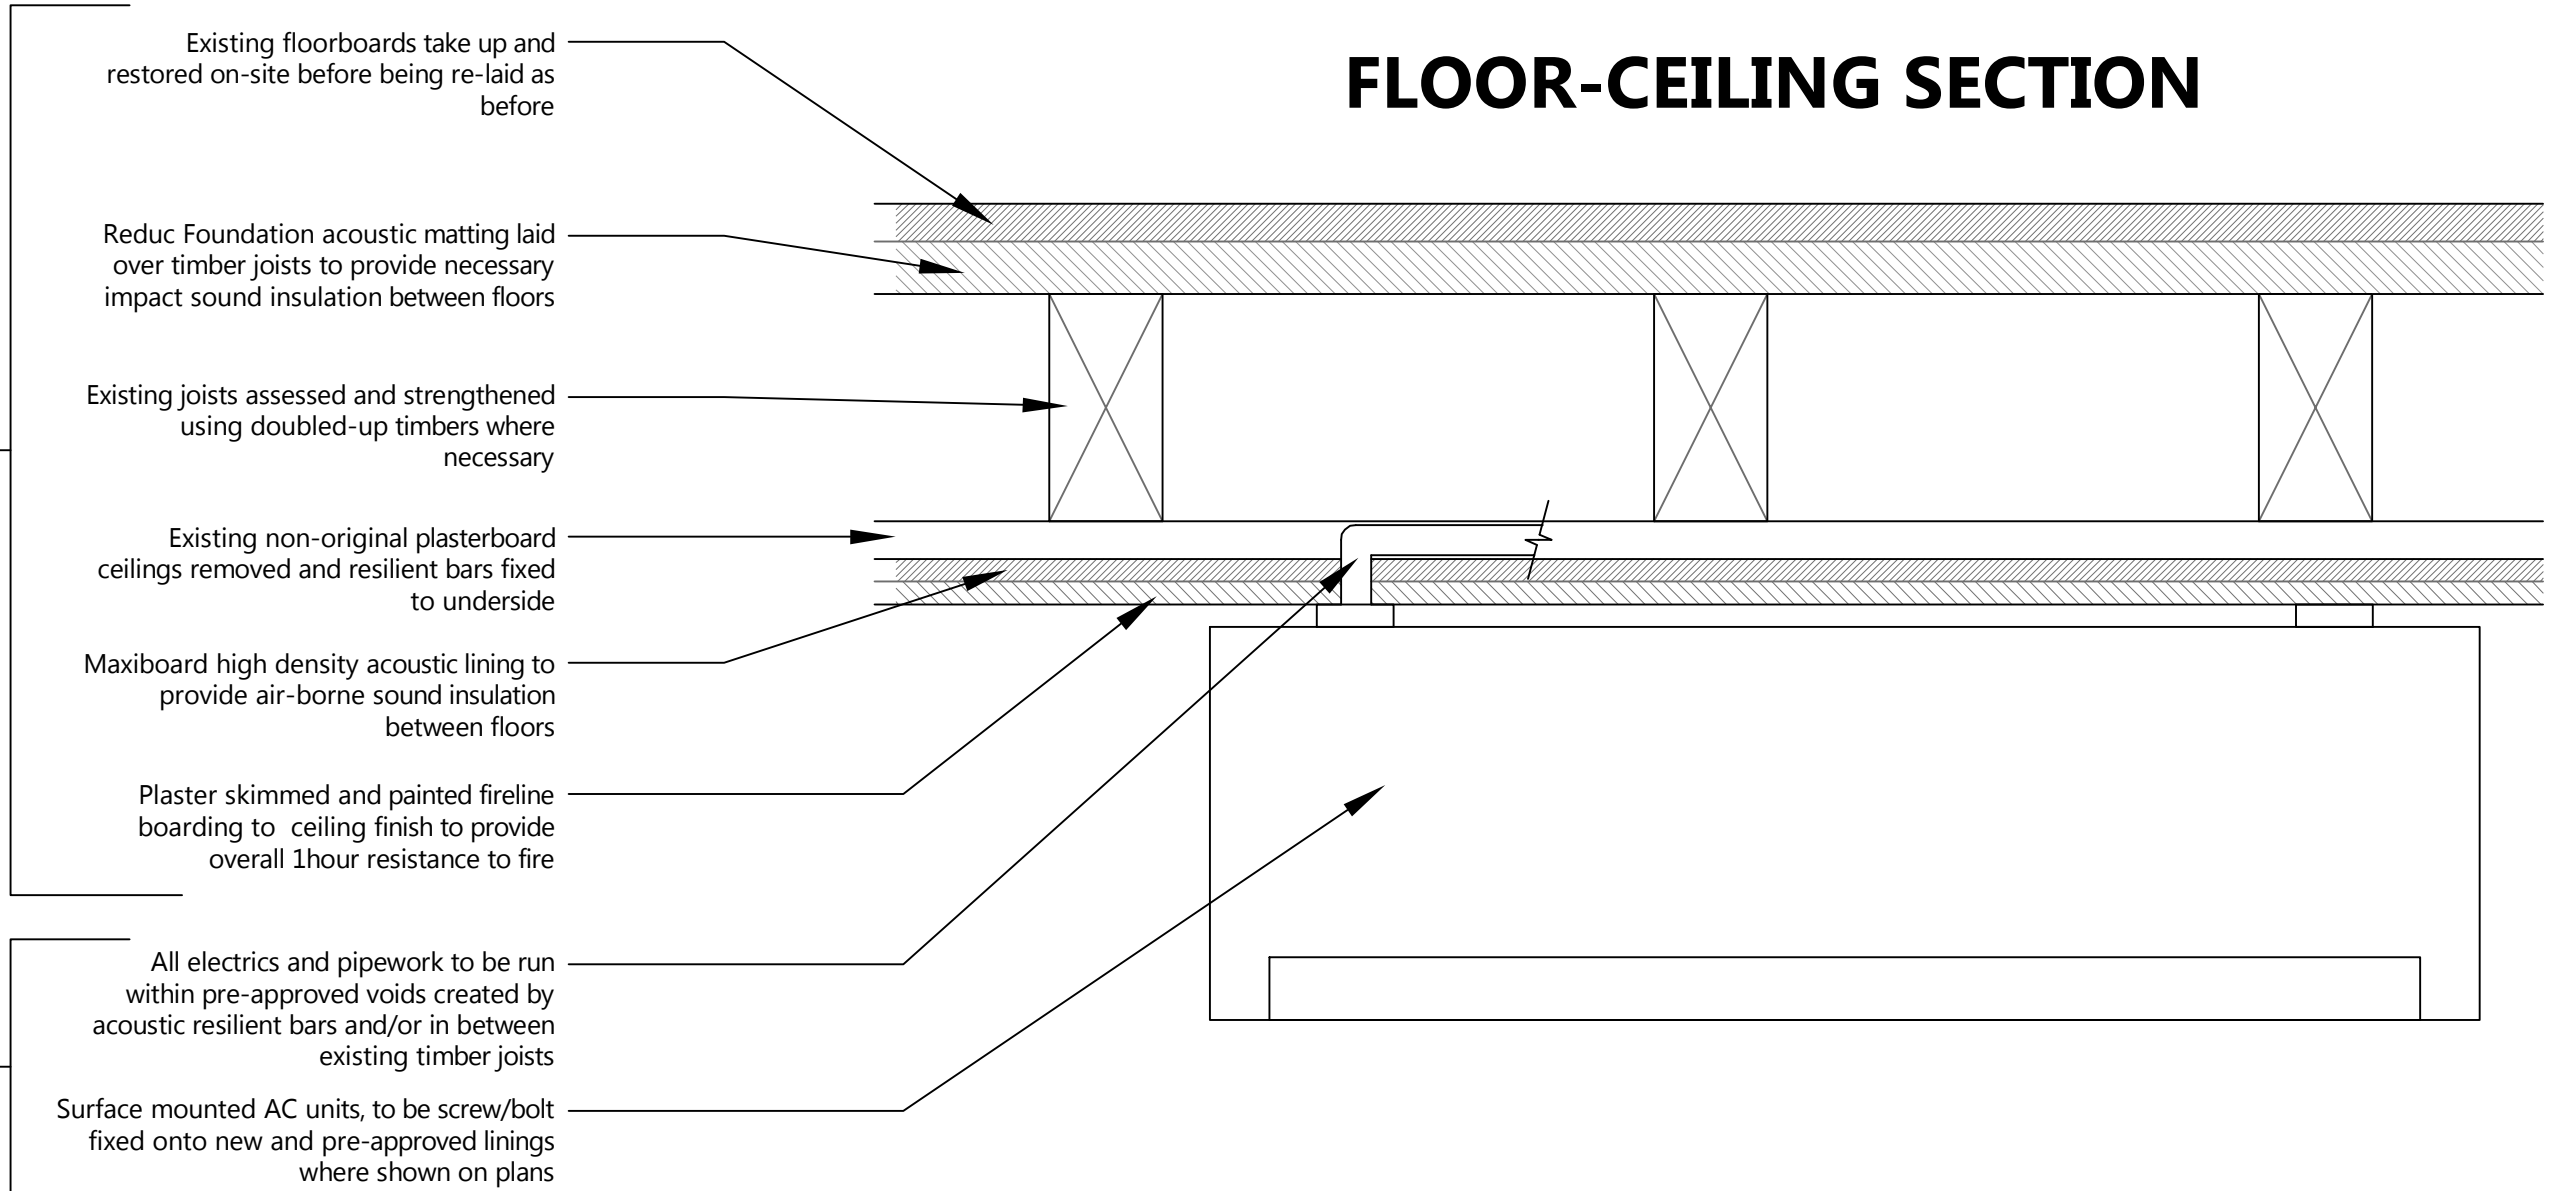 FLOOR-CEILING SECTION
Existing floorboards take up and
restored on-site before being re-laid as
before
Reduc Foundation acoustic matting laid
over timber joists to provide necessary
impact sound insulation between floors
Existing joists assessed and strengthened
using doubled-up timbers where
necessary
Existing non-original plasterboard
ceilings removed and resilient bars fixed
to underside
Maxiboard high density acoustic lining to
provide air-borne sound insulation
between floors
Plaster skimmed and painted fireline
boarding to  ceiling finish to provide
overall 1hour resistance to fire
All electrics and pipework to be run
within pre-approved voids created by
acoustic resilient bars and/or in between
existing timber joists
Surface mounted AC units, to be screw/bolt
fixed onto new and pre-approved linings
where shown on plans